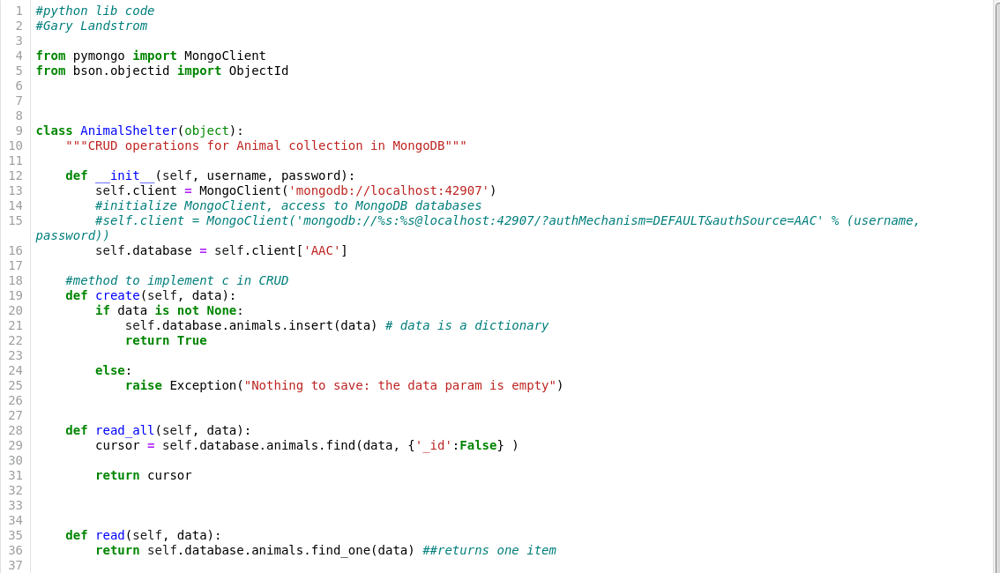 1 #python lib code
2 #Gary Landstrom
3
4 from pymongo import MongoClient
5 from bson.objectid import ObjectId
6
7
8
9 class AnimalShelter(object):
10     """CRUD operations for Animal collection in MongoDB"""
11
12     def __init__(self, username, password):
13         self.client = MongoClient('mongodb://localhost:42907')
14         #initialize MongoClient, access to MongoDB databases
15         #self.client = MongoClient('mongodb://%s:%s@localhost:42907/?authMechanism=DEFAULT&authSource=AAC' % (username,
password))
16         self.database = self.client['AAC']
17
18     #method to implement c in CRUD
19     def create(self, data):
20         if data is not None:
21             self.database.animals.insert(data) # data is a dictionary
22             return True
23
24         else:
25             raise Exception("Nothing to save: the data param is empty")
26
27
28     def read_all(self, data):
29         cursor = self.database.animals.find(data, {'_id':False} )
30
31         return cursor
32
33
34
35     def read(self, data):
36         return self.database.animals.find_one(data) ##returns one item
37